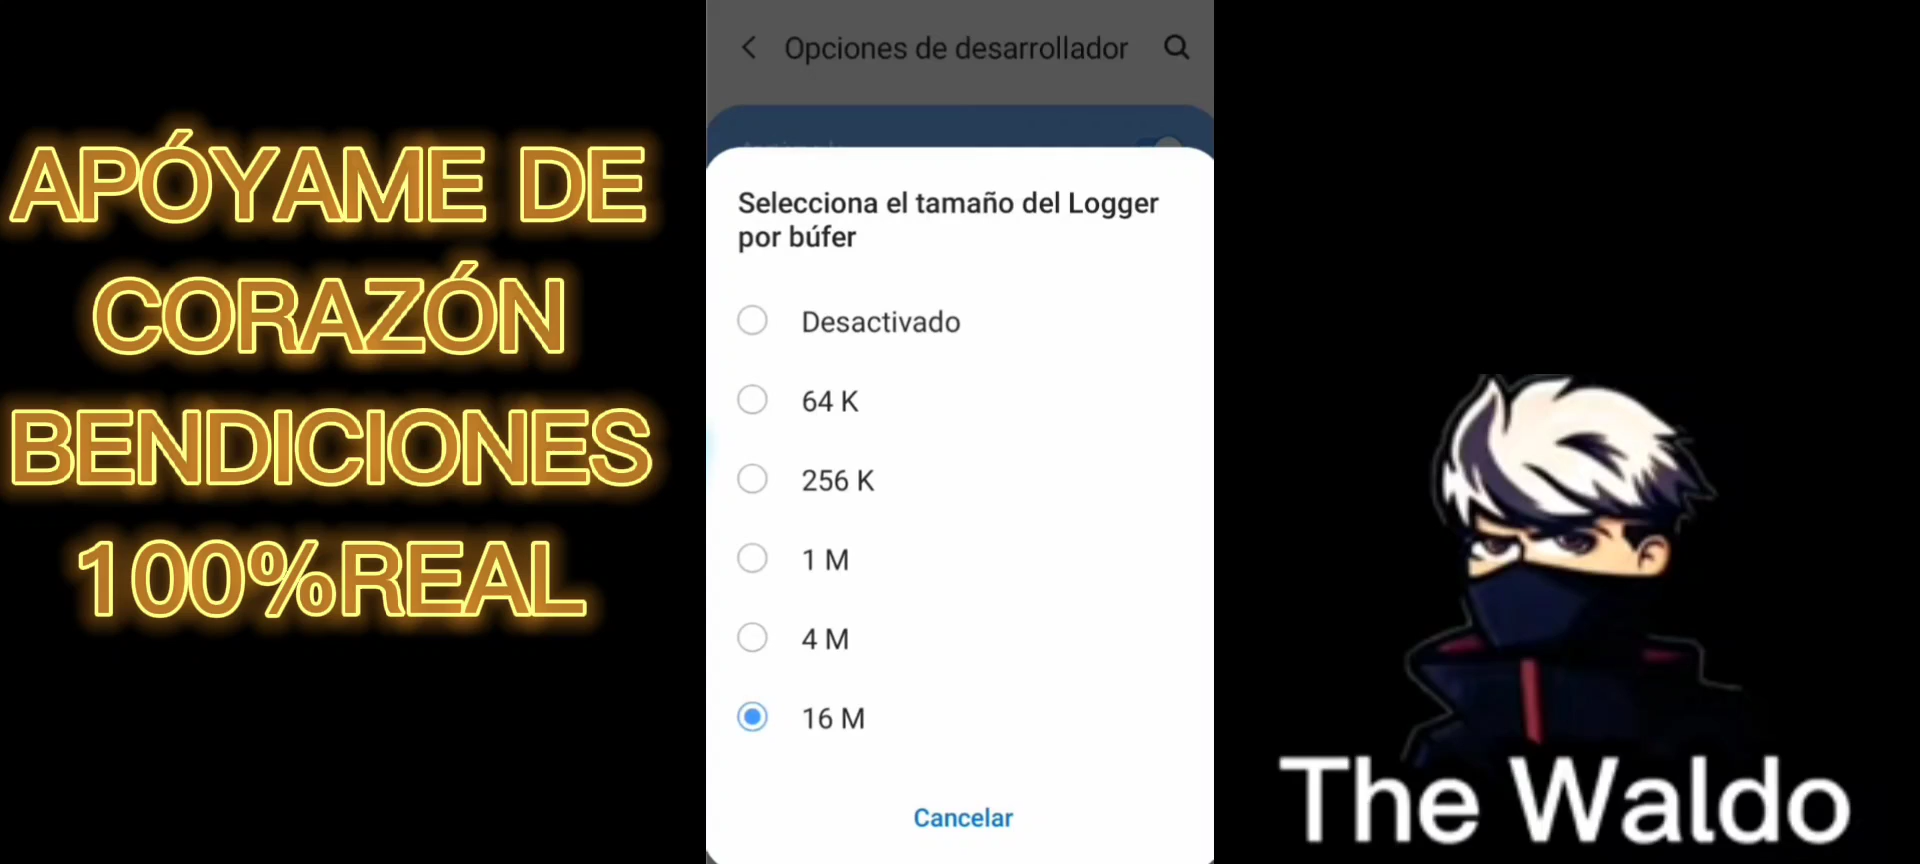 APÓYAME DE
CORAZÓN
BENDICIONES
100%REAL
Opciones de desarrollador
Selecciona el tamaño del Logger
por búfer
Desactivado
64 K
256 K
1 M
4 M
16 M
Cancelar
The Waldo